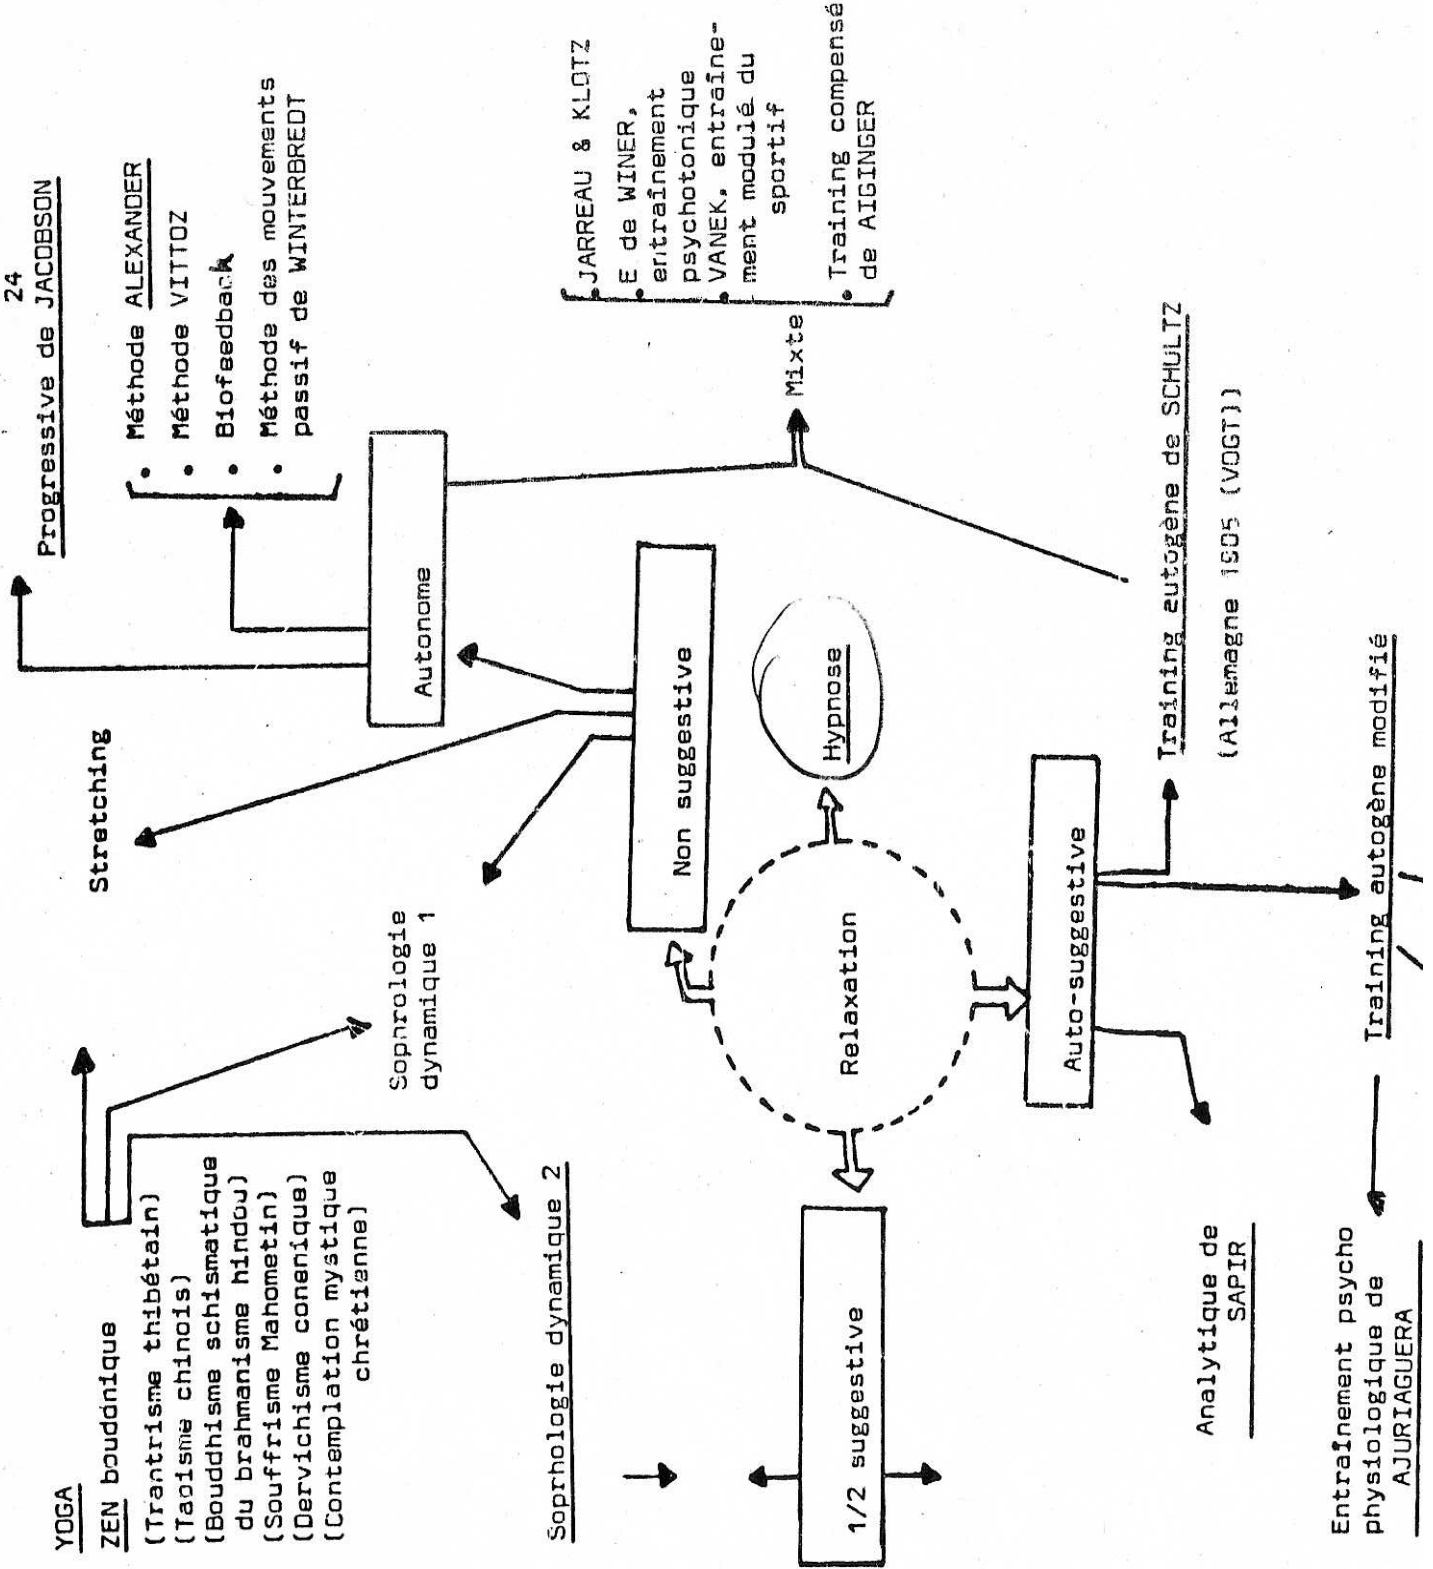 24
Progressive de JACOBSON
• Méthode ALEXANDER
• Méthode VITTOZ
• Biofeedback
• Méthode des mouvements
passif de WINTERBREDT
Autonome
Stretching
YOGA
ZEN bouddnique
(Trantrisme thibétain)
(Taoisme chinois)
(Bouddhisme schismatique
du brahmanisme hindou)
(Souffrisme Mahometin)
(Dervichisme conenique)
(Contemplation mystique
chrétienne)
Sophrologie
dynamique 1
Soprhologie dynamique 2
Non suggestive
Hypnose
Relaxation
1/2 suggestive
Auto-suggestive
Mixte
• JARREAU & KLOTZ
• E de WINER,
entraînement
psychotonique
• VANEK, entraîne-
ment modulé du
sportif
• Training compensé
de AIGINGER
Training autogène de SCHULTZ
(Allemagne 1905 (VOGT))
Training autogène modifié
Analytique de
SAPIR
Entraînement psycho
physiologique de
AJURIAGUERA